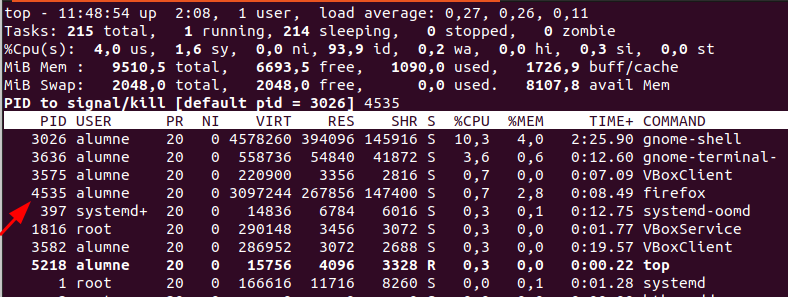 top - 11:48:54 up  2:08,  1 user,  load average: 0,27, 0,26, 0,11
Tasks: 215 total,   1 running, 214 sleeping,   0 stopped,   0 zombie
%Cpu(s):  4,0 us,  1,6 sy,  0,0 ni, 93,9 id,  0,2 wa,  0,0 hi,  0,3 si,  0,0 st
MiB Mem :   9510,5 total,   6693,5 free,   1090,0 used,   1726,9 buff/cache
MiB Swap:   2048,0 total,   2048,0 free,      0,0 used.   8107,8 avail Mem
PID to signal/kill [default pid = 3026] 4535
PID USER      PR  NI    VIRT    RES    SHR S  %CPU  %MEM     TIME+ COMMAND
3026 alumne    20   0 4578260 394096 145916 S  10,3   4,0   2:25.90 gnome-shell
3636 alumne    20   0  558736  54840  41872 S   3,6   0,6   0:12.60 gnome-terminal-
3575 alumne    20   0  220900   3356   2816 S   0,7   0,0   0:07.09 VBoxClient
4535 alumne    20   0 3097244 267856 147400 S   0,7   2,8   0:08.49 firefox
397 systemd+  20   0   14836   6784   6016 S   0,3   0,1   0:12.75 systemd-oomd
1816 root      20   0  290148   3456   3072 S   0,3   0,0   0:01.77 VBoxService
3582 alumne    20   0  286952   3072   2688 S   0,3   0,0   0:19.57 VBoxClient
5218 alumne    20   0   15756   4096   3328 R   0,3   0,0   0:00.22 top
1 root      20   0  166616  11716   8260 S   0,3   0,1   0:01.28 systemd